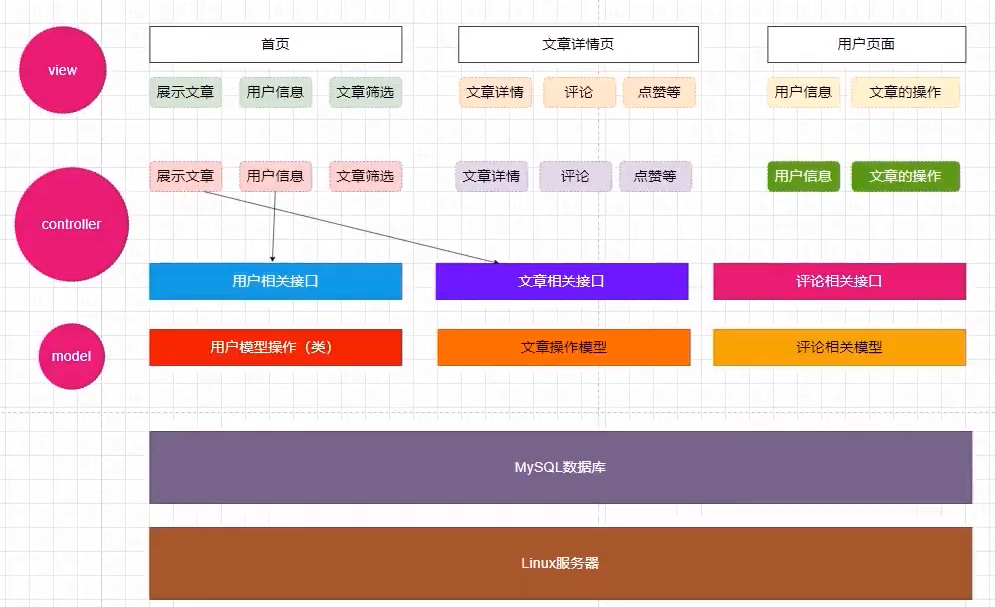 view
首页
文章详情页
用户页面
展示文章
用户信息
文章筛选
文章详情
评论
点赞等
用户信息
文章的操作
controller
展示文章
用户信息
文章筛选
文章详情
评论
点赞等
用户信息
文章的操作
用户相关接口
文章相关接口
评论相关接口
model
用户模型操作（类）
文章操作模型
评论相关模型
MySQL数据库
Linux服务器